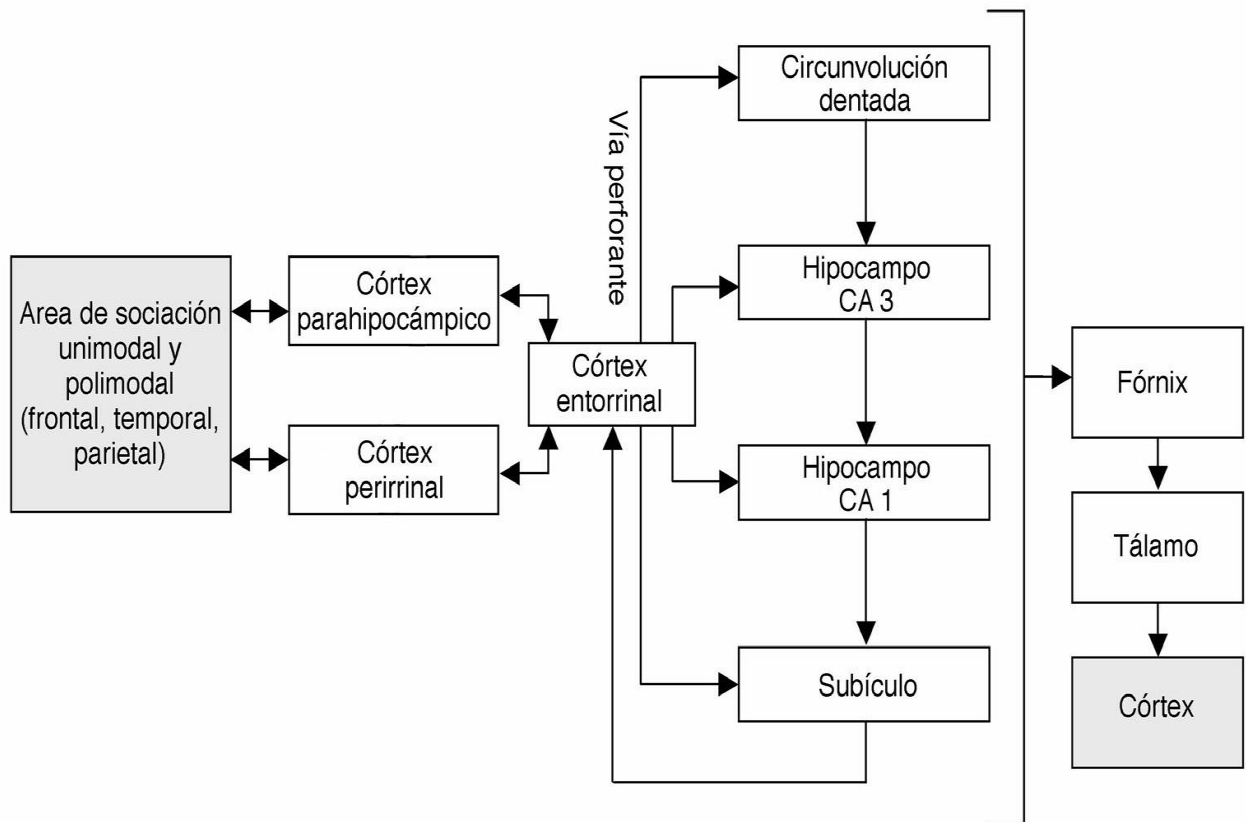 Circunvolución
dentada
Vía perforante
Hipocampo
CA 3
Córtex
parahipocámpico
Area de sociación
unimodal y
polimodal
(frontal, temporal,
parietal)
Córtex
entorrinal
Fórnix
Córtex
perirrinal
Hipocampo
CA 1
Tálamo
Subículo
Córtex